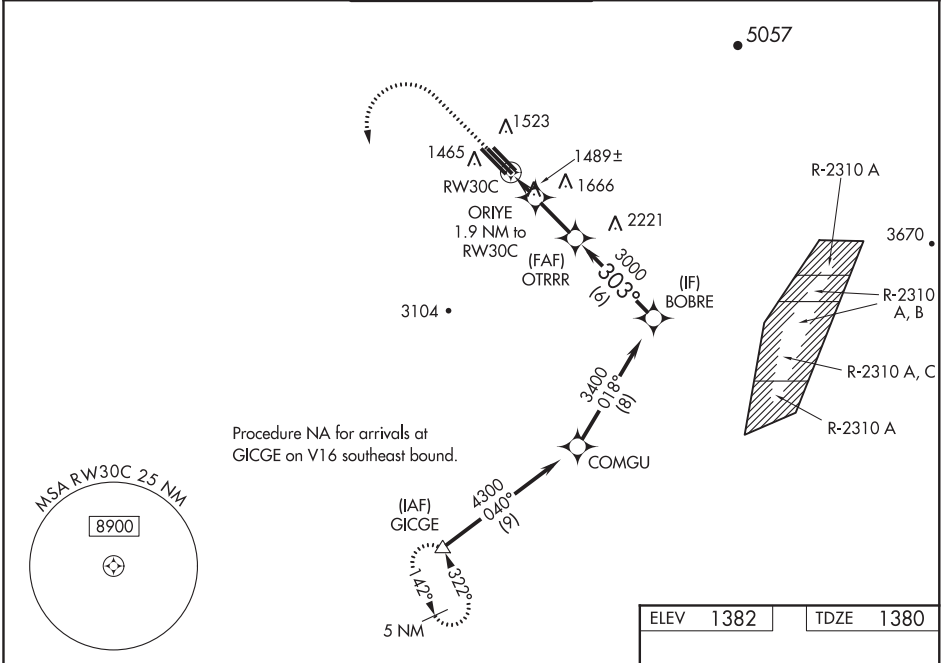 5057
1523
1465
1489±
RW30C
1666
R-2310 A
ORIYE
1.9 NM to
RW30C
2221
3670
(FAF)
OTRRR
3000
303°
(6)
(IF)
BOBRE
R-2310
A, B
3104
R-2310 A, C
3400
018°
(8)
R-2310 A
Procedure NA for arrivals at
GICGE on V16 southeast bound.
COMGU
MSA RW30C 25 NM
8900
(IAF)
GICGE
4300
040°
(9)
142°
322°
5 NM
ELEV 1382
TDZE 1380